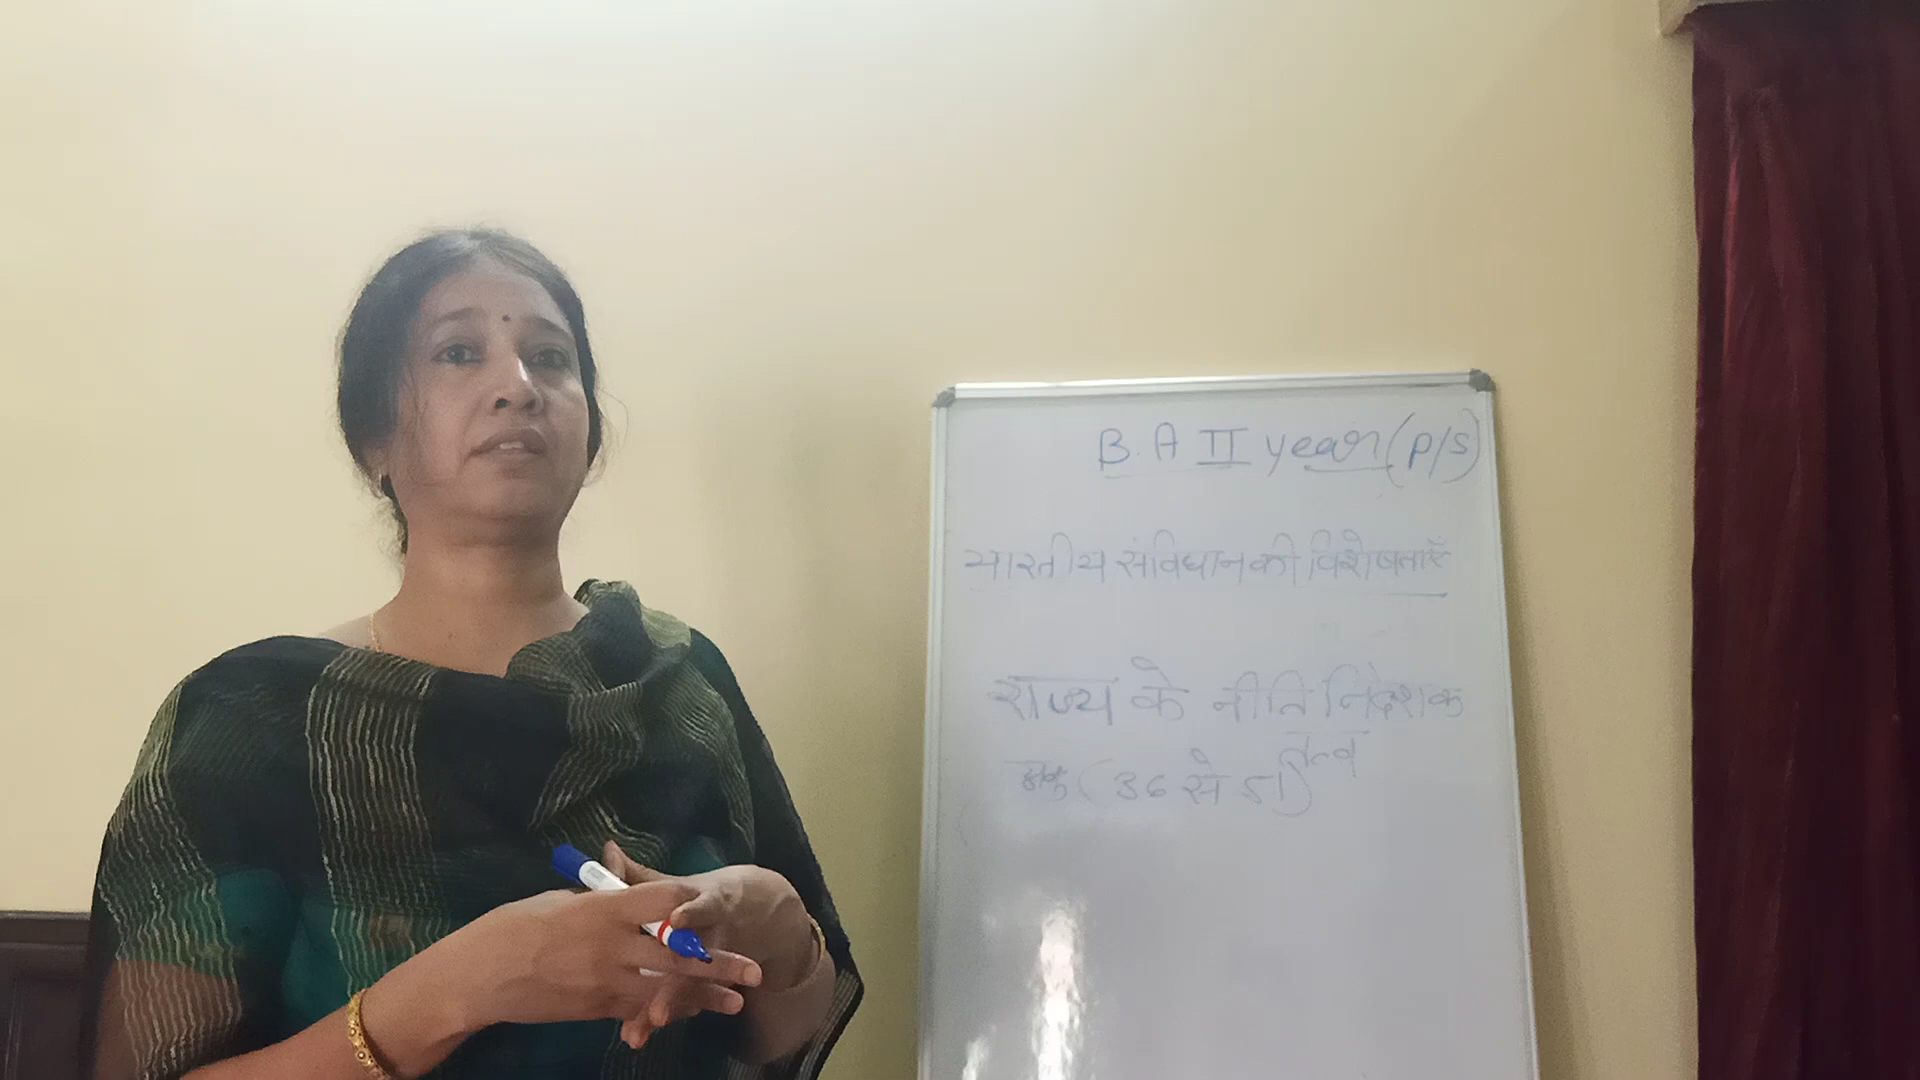 B. A II year (P/S)
भारतीय संविधान की विशेषताएँ
राज्य के नीति निदेशक
तत्व
(36 से 51)